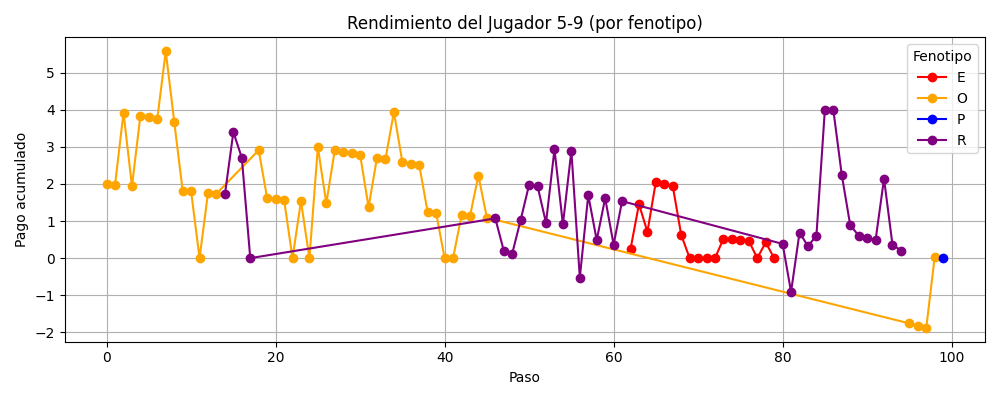 Rendimiento del Jugador 5-9 (por fenotipo)
Pago acumulado
5
4
3
2
1
0
−1
−2
Fenotipo
E
O
P
R
0 20 40 60 80 100
Paso